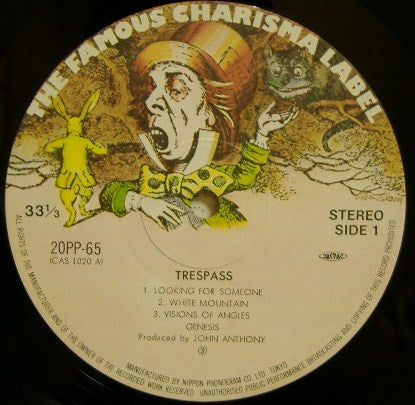 THE FAMOUS CHARISMA LABEL
33⅓
STEREO
SIDE 1
20PP-65
(CAS 1020 A)
JASRAC
TRESPASS
1. LOOKING FOR SOMEONE
2. WHITE MOUNTAIN
3. VISIONS OF ANGLES
GENESIS
Produced by JOHN ANTHONY
③
ALL RIGHTS OF THE MANUFACTURER AND OF THE OWNER OF THE RECORDED WORK RESERVED. UNAUTHORISED PUBLIC PERFORMANCE BROADCASTING AND COPYING OF THIS RECORD PROHIBITED
MANUFACTURED BY NIPPON PHONOGRAM CO. LTD. TOKYO